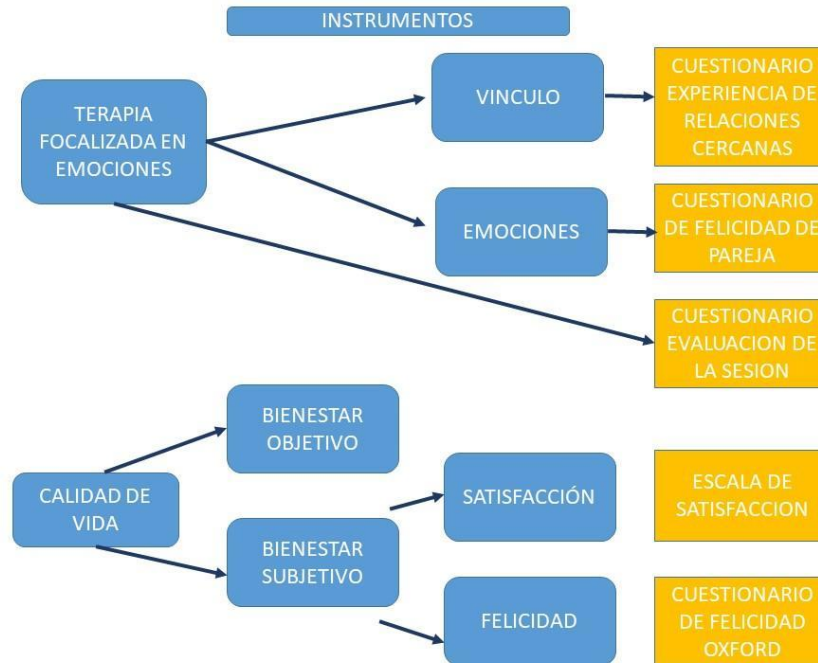 INSTRUMENTOS
TERAPIA
FOCALIZADA EN
EMOCIONES
VINCULO
CUESTIONARIO
EXPERIENCIA DE
RELACIONES
CERCANAS
EMOCIONES
CUESTIONARIO
DE FELICIDAD DE
PAREJA
CUESTIONARIO
EVALUACION DE
LA SESION
BIENESTAR
OBJETIVO
CALIDAD DE
VIDA
BIENESTAR
SUBJETIVO
SATISFACCIÓN
ESCALA DE
SATISFACCION
FELICIDAD
CUESTIONARIO
DE FELICIDAD
OXFORD